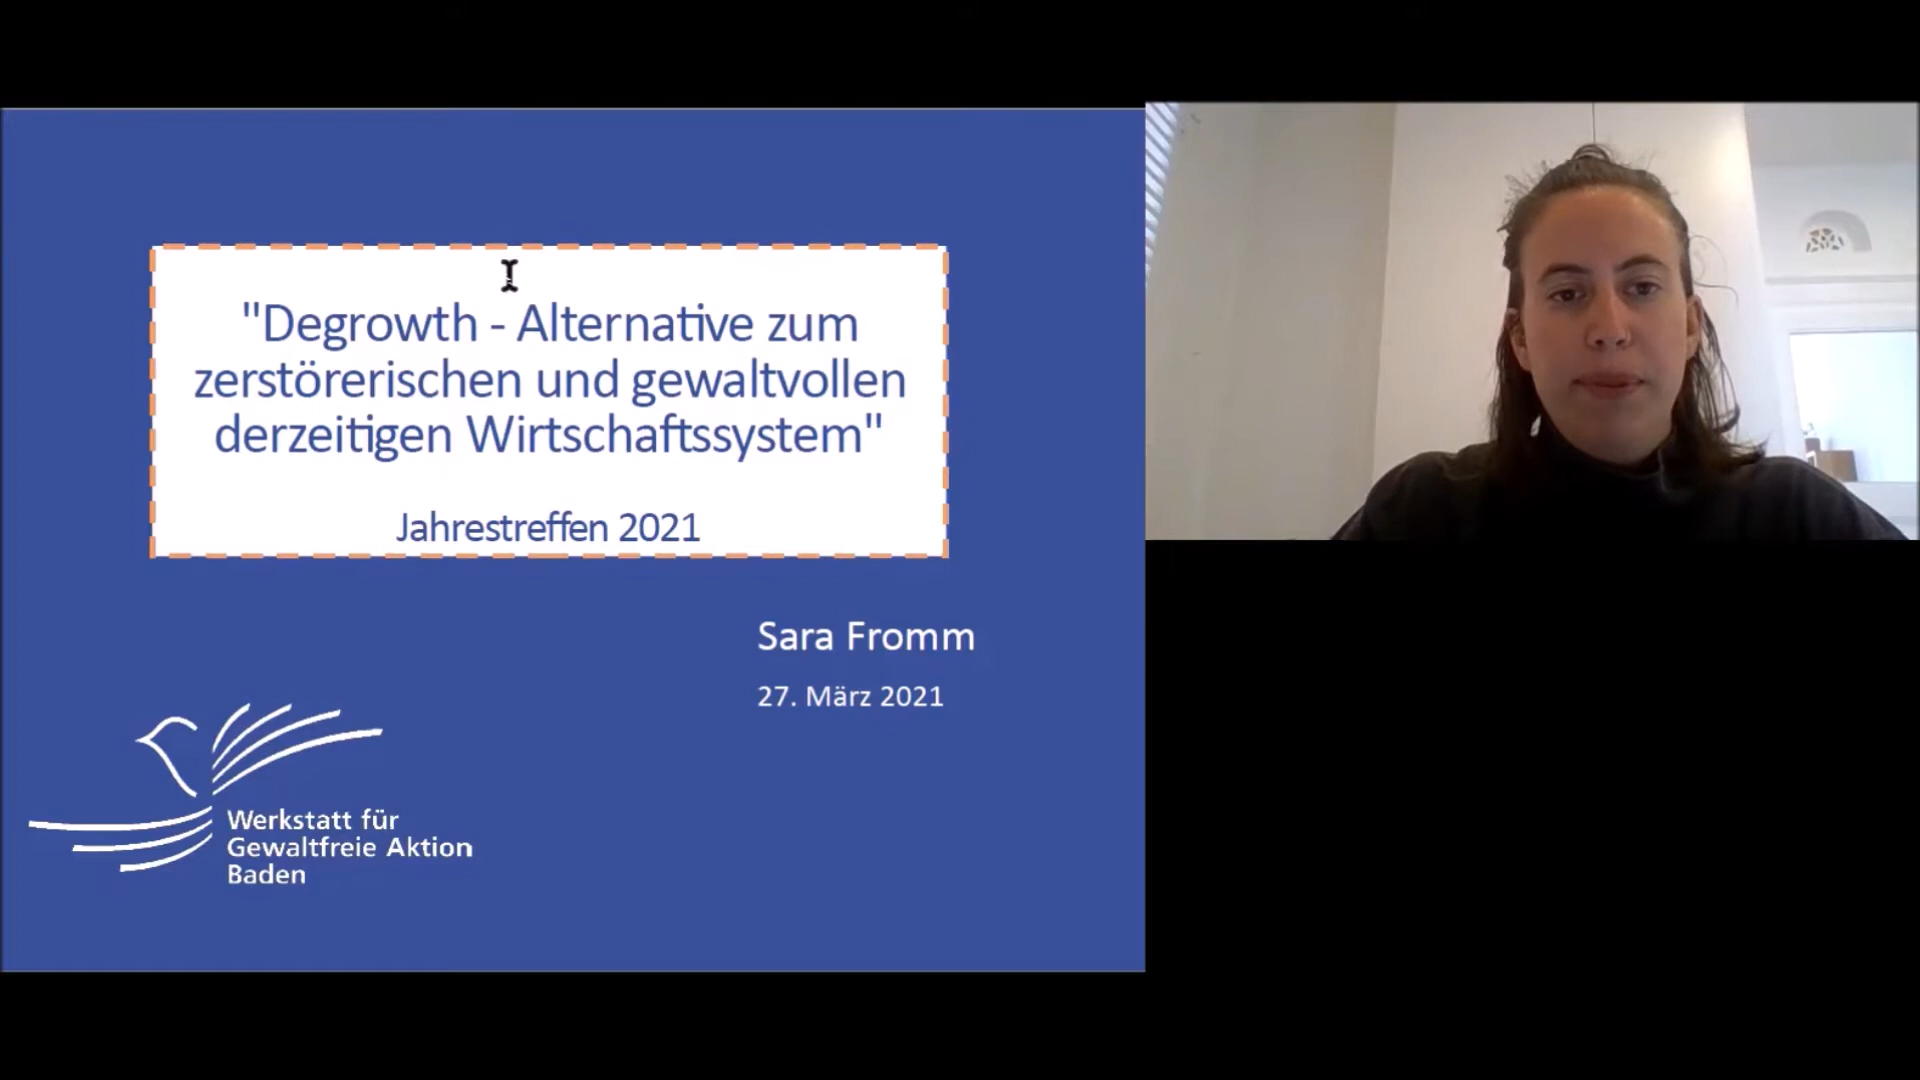 "Degrowth - Alternative zum
zerstörerischen und gewaltvollen
derzeitigen Wirtschaftssystem"
Jahrestreffen 2021
Sara Fromm
27. März 2021
Werkstatt für
Gewaltfreie Aktion
Baden